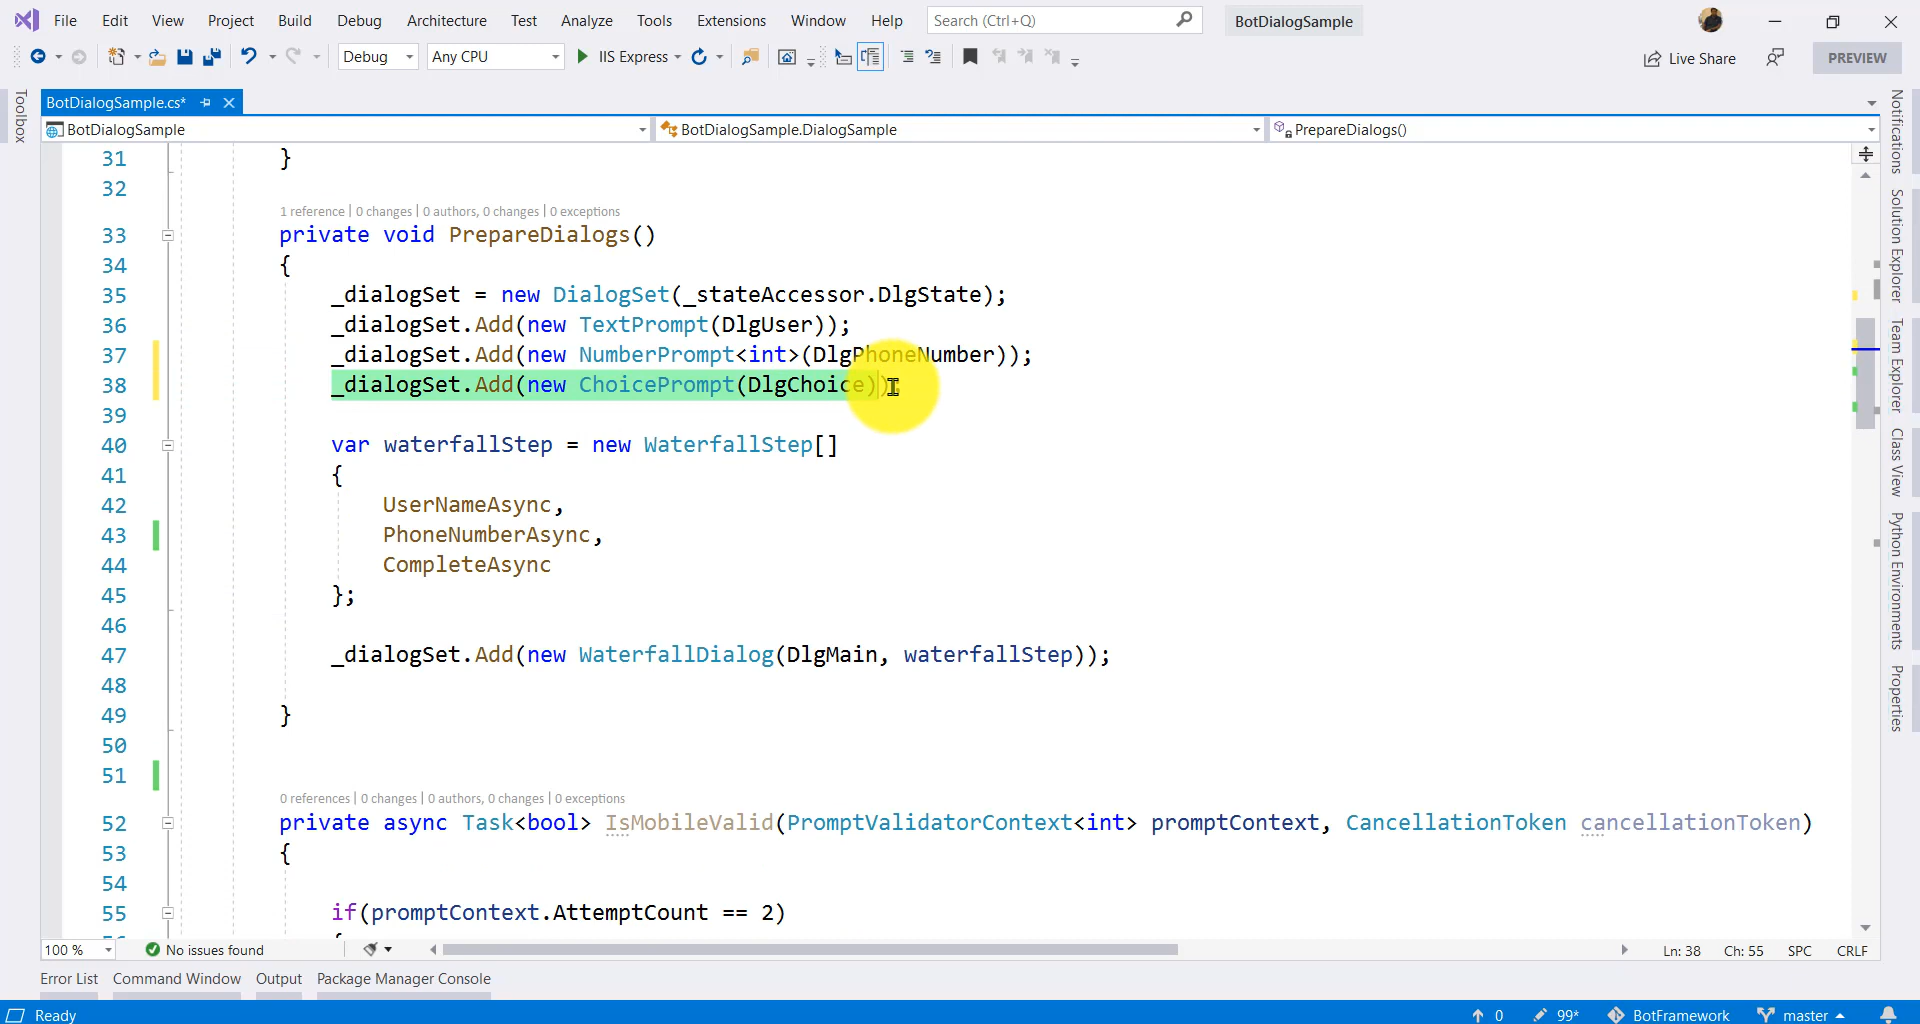 File Edit View Project Build Debug Architecture Test Analyze Tools Extensions Window Help Search (Ctrl+Q) BotDialogSample
Debug Any CPU IIS Express Live Share PREVIEW
Toolbox
BotDialogSample.cs*
BotDialogSample BotDialogSample.DialogSample PrepareDialogs()
31 }
32
1 reference | 0 changes | 0 authors, 0 changes | 0 exceptions
33 private void PrepareDialogs()
34 {
35 _dialogSet = new DialogSet(_stateAccessor.DlgState);
36 _dialogSet.Add(new TextPrompt(DlgUser));
37 _dialogSet.Add(new NumberPrompt<int>(DlgPhoneNumber));
38 _dialogSet.Add(new ChoicePrompt(DlgChoice));
39
40 var waterfallStep = new WaterfallStep[]
41 {
42 UserNameAsync,
43 PhoneNumberAsync,
44 CompleteAsync
45 };
46
47 _dialogSet.Add(new WaterfallDialog(DlgMain, waterfallStep));
48
49 }
50
51
0 references | 0 changes | 0 authors, 0 changes | 0 exceptions
52 private async Task<bool> IsMobileValid(PromptValidatorContext<int> promptContext, CancellationToken cancellationToken)
53 {
54
55 if(promptContext.AttemptCount == 2)
Notifications
Solution Explorer
Team Explorer
Class View
Python Environments
Properties
100 % No issues found Ln: 38 Ch: 55 SPC CRLF
Error List Command Window Output Package Manager Console
Ready 0 99* BotFramework master